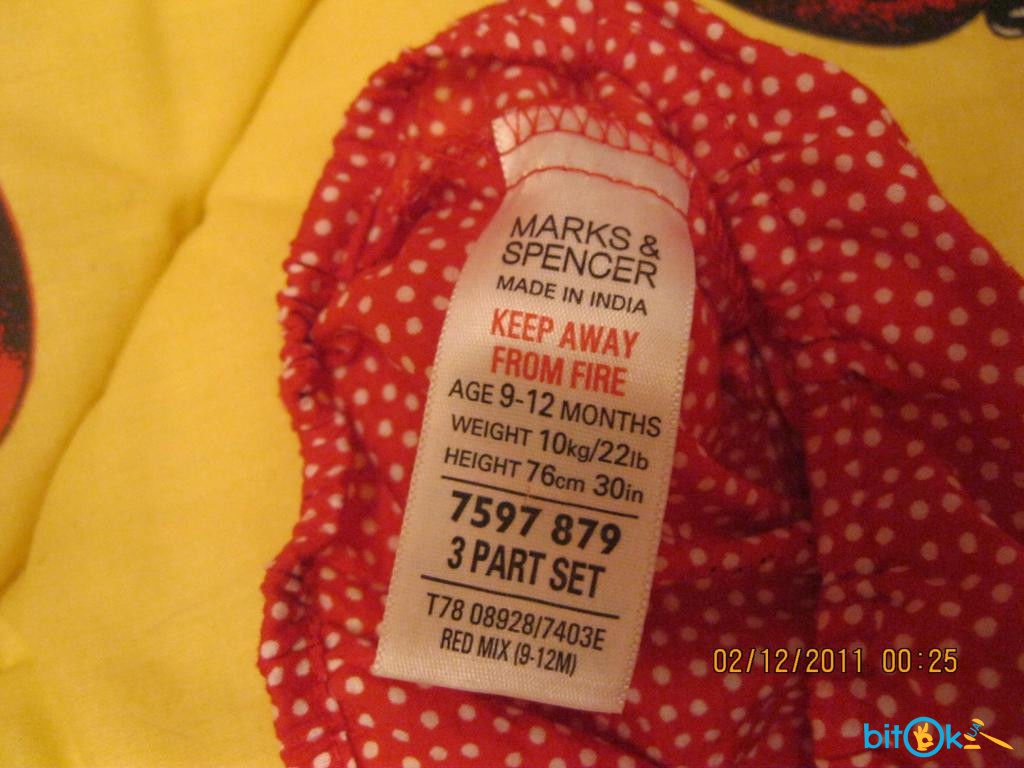 MARKS &
SPENCER
MADE IN INDIA
KEEP AWAY
FROM FIRE
AGE 9-12 MONTHS
WEIGHT 10kg/22lb
HEIGHT 76cm 30in
7597 879
3 PART SET
T78 08928/7403E
RED MIX (9-12M)
02/12/2011 00:25
bitok UA